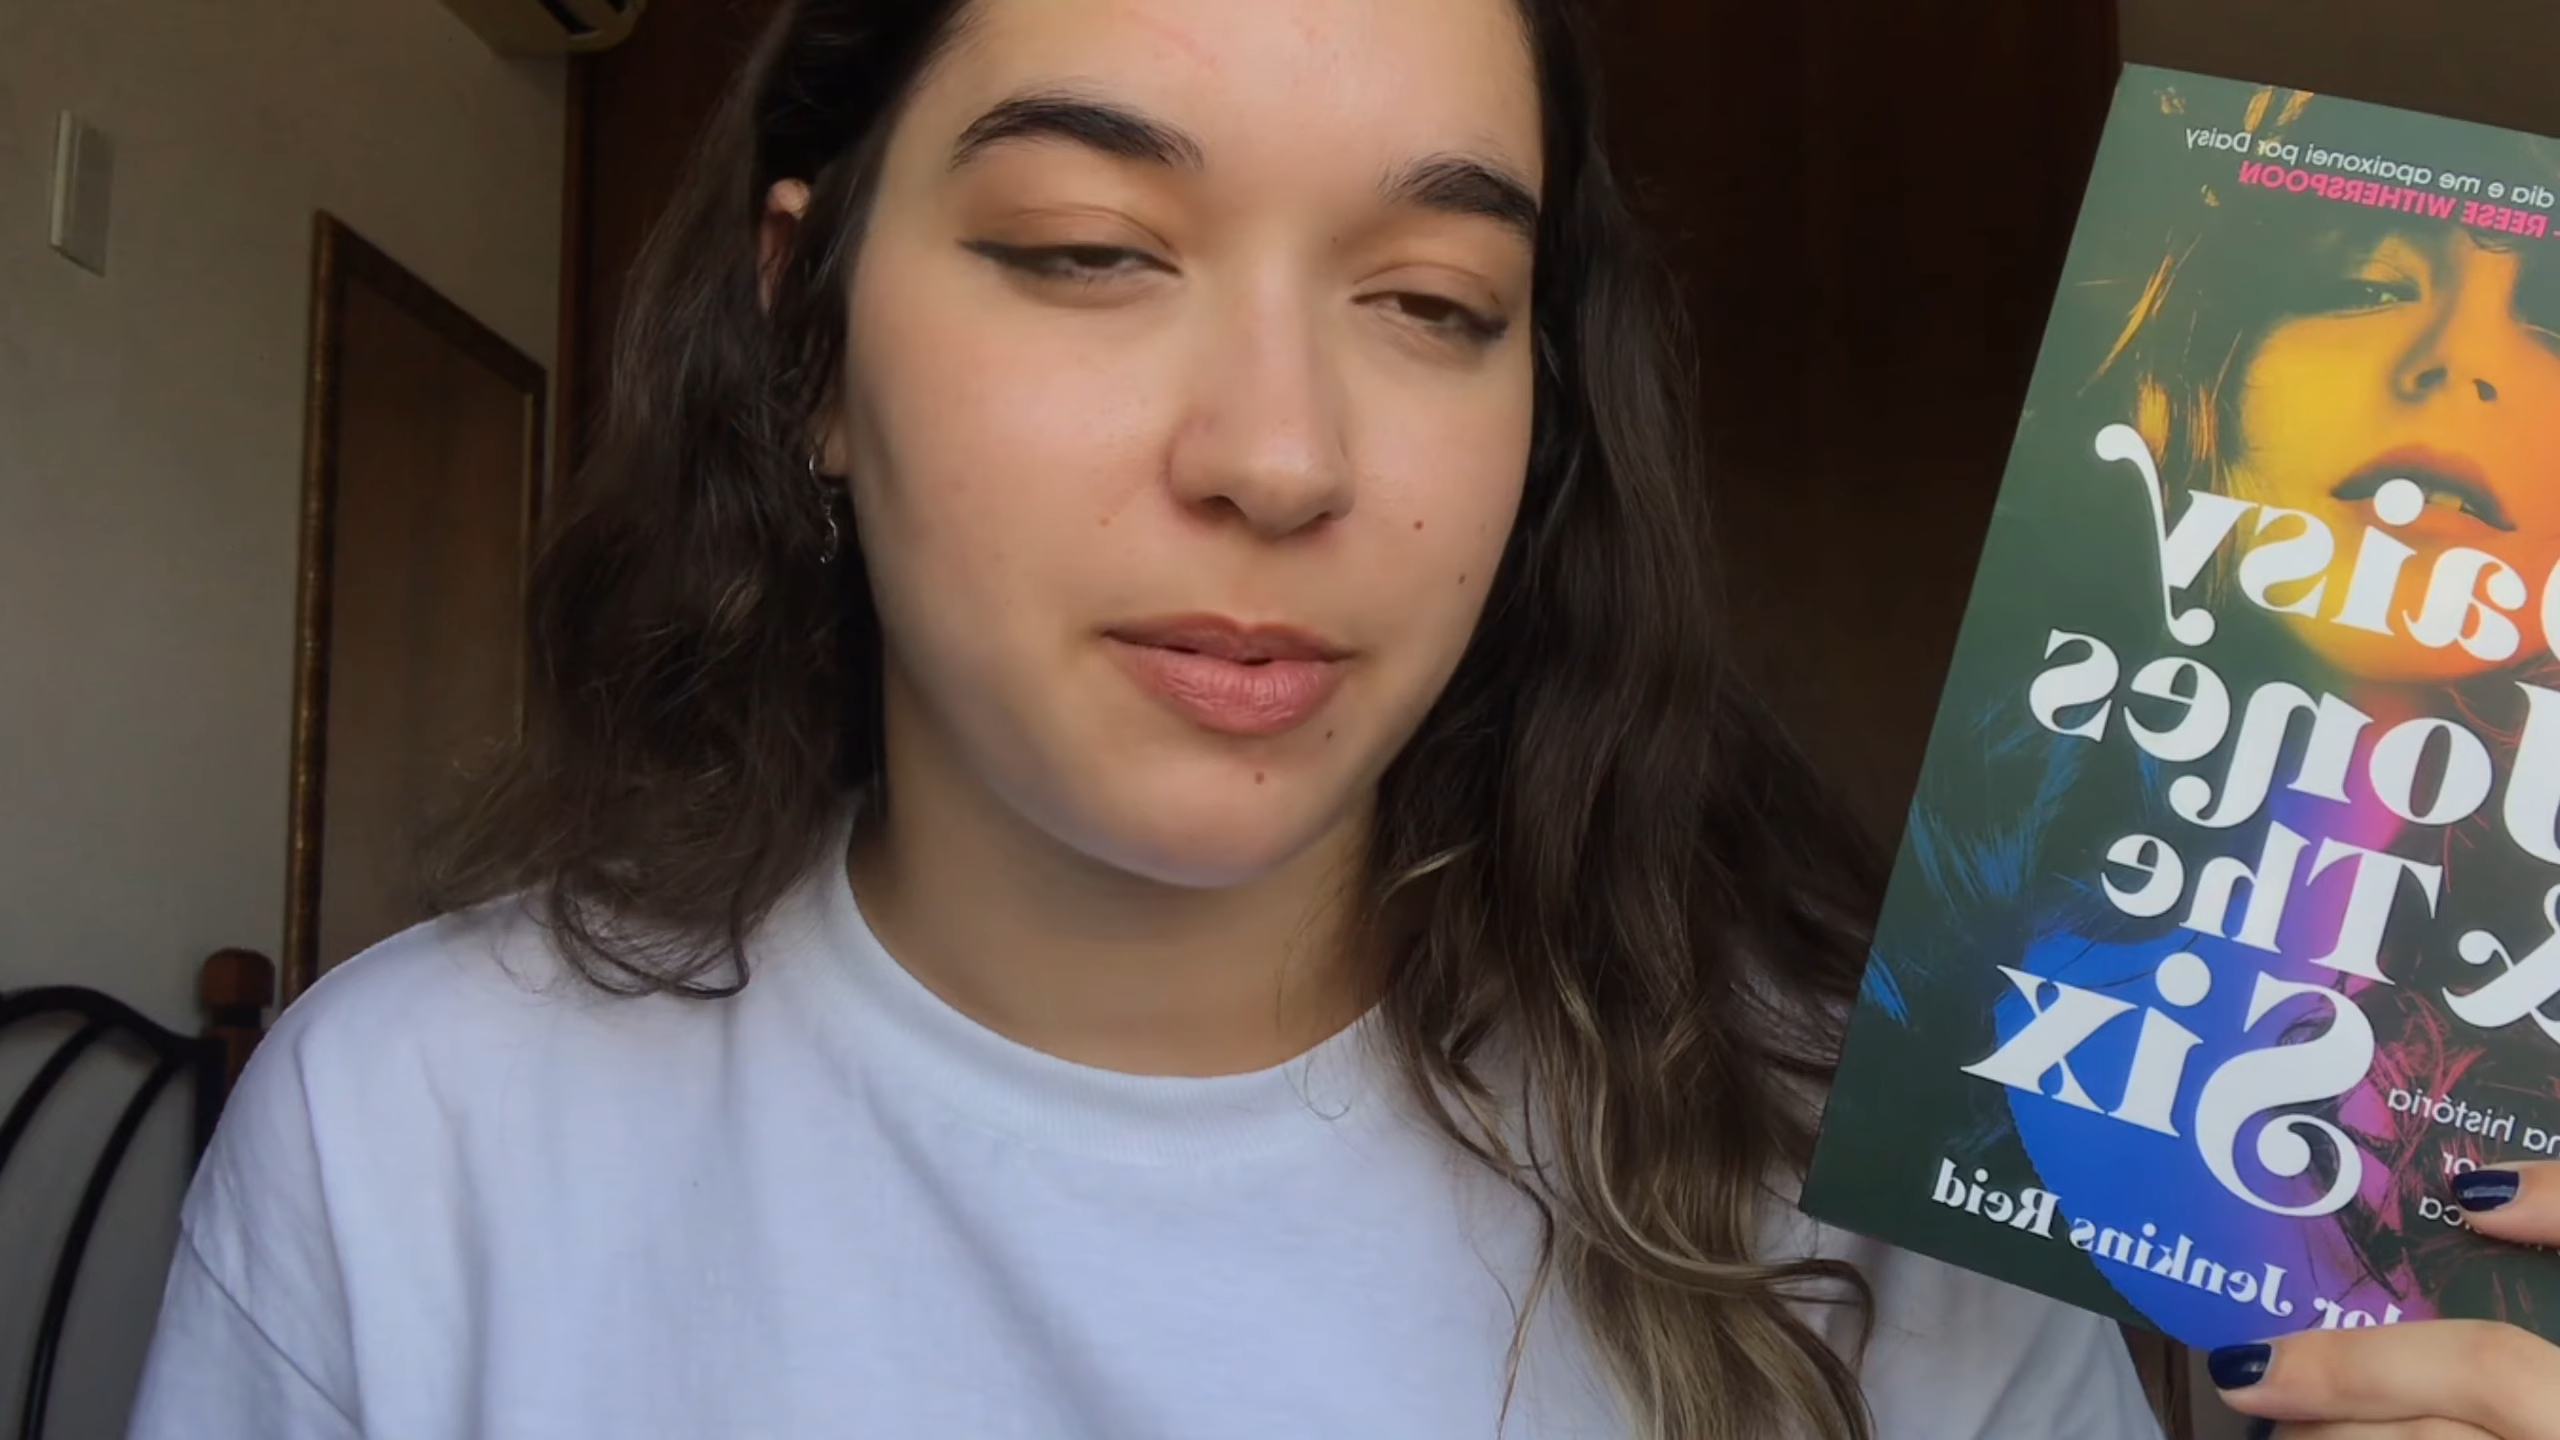 dia e me apaixonei por Daisy
- REESE WITHERSPOON
Daisy
Jones
& The
Six
história
Jenkins Reid